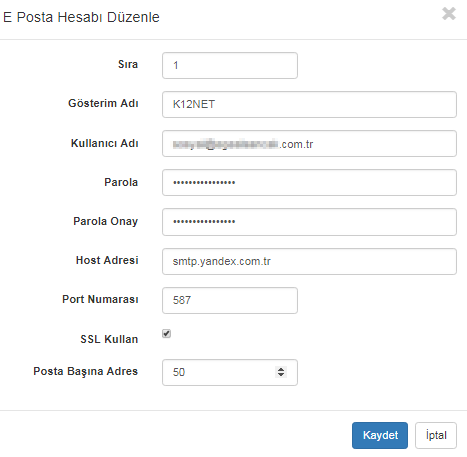 E Posta Hesabı Düzenle
Sıra 1
Gösterim Adı K12NET
Kullanıcı Adı .com.tr
Parola ••••••••••••••••
Parola Onay ••••••••••••••••
Host Adresi smtp.yandex.com.tr
Port Numarası 587
SSL Kullan
Posta Başına Adres 50
Kaydet İptal